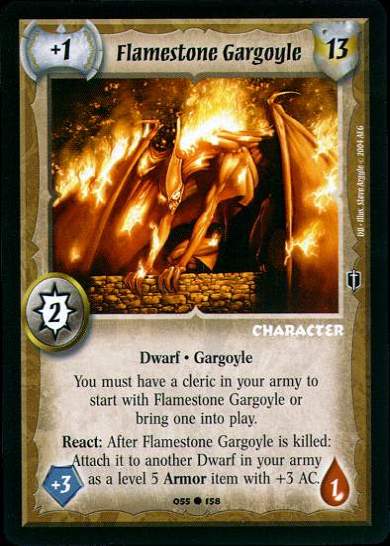 +1
Flamestone Gargoyle
13
DD • Illus. Steve Argyle © 2004 AEG
2
CHARACTER
Dwarf • Gargoyle
You must have a cleric in your army to
start with Flamestone Gargoyle or
bring one into play.
React: After Flamestone Gargoyle is killed:
Attach it to another Dwarf in your army
as a level 5 Armor item with +3 AC.
+3
1
055 ● 158